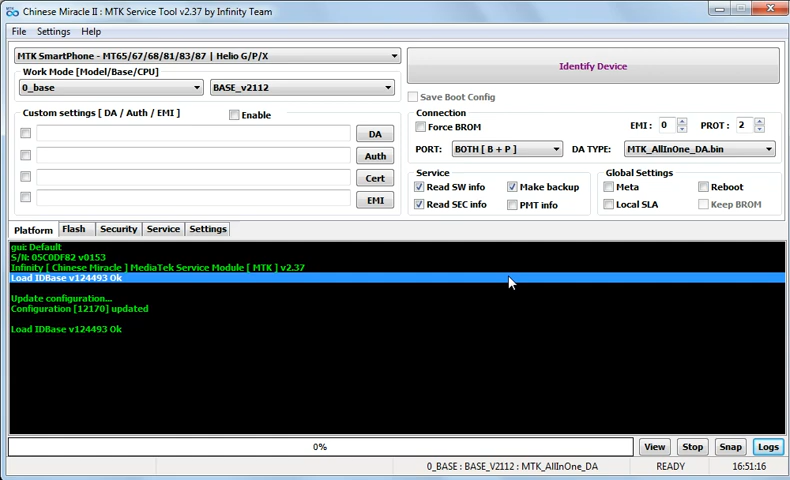 Chinese Miracle II : MTK Service Tool v2.37 by Infinity Team
File Settings Help
MTK SmartPhone - MT65/67/68/81/83/87 | Helio G/P/X
Identify Device
Work Mode [Model/Base/CPU]
0_base BASE_v2112
Save Boot Config
Custom settings [ DA / Auth / EMI ] Enable
DA
Auth
Cert
EMI
Connection
Force BROM EMI : 0 PROT : 2
PORT: BOTH [ B + P ] DA TYPE: MTK_AllInOne_DA.bin
Service
Read SW info Make backup
Read SEC info PMT info
Global Settings
Meta Reboot
Local SLA Keep BROM
Platform Flash Security Service Settings
gui: Default
S/N: 05C0DF82 v0153
Infinity [ Chinese Miracle ] MediaTek Service Module [ MTK ] v2.37
Load IDBase v124493 Ok
Update configuration...
Configuration [12170] updated
Load IDBase v124493 Ok
0% View Stop Snap Logs
0_BASE : BASE_V2112 : MTK_AllInOne_DA READY 16:51:16